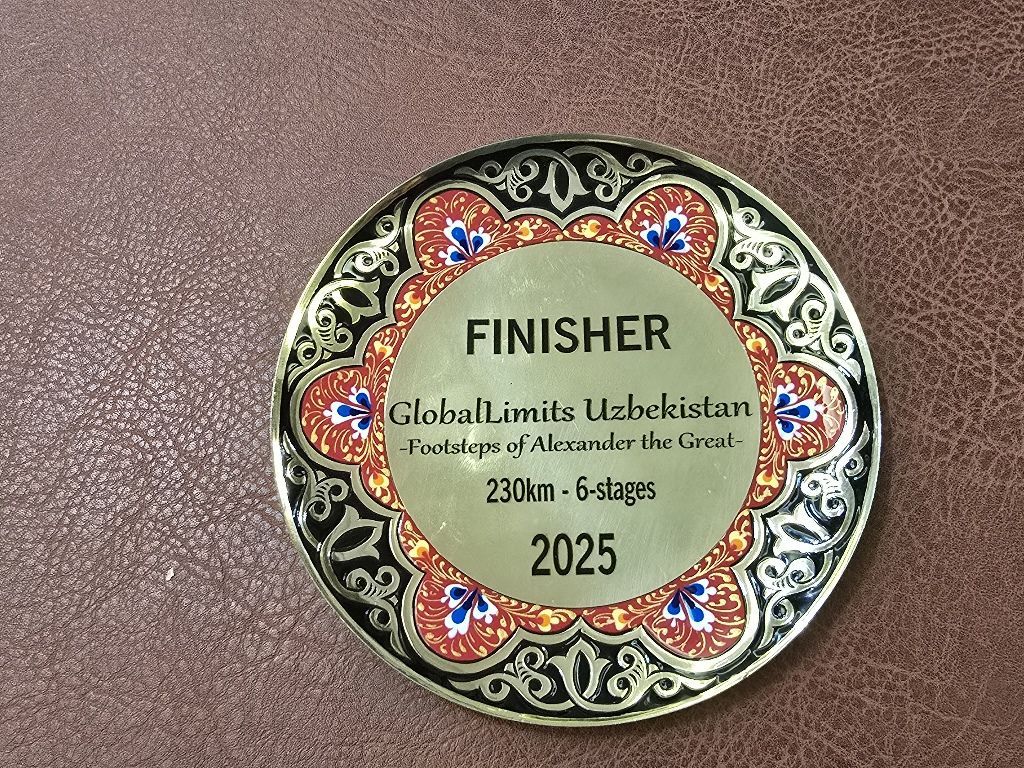 FINISHER
GlobalLimits Uzbekistan
-Footsteps of Alexander the Great-
230km - 6-stages
2025